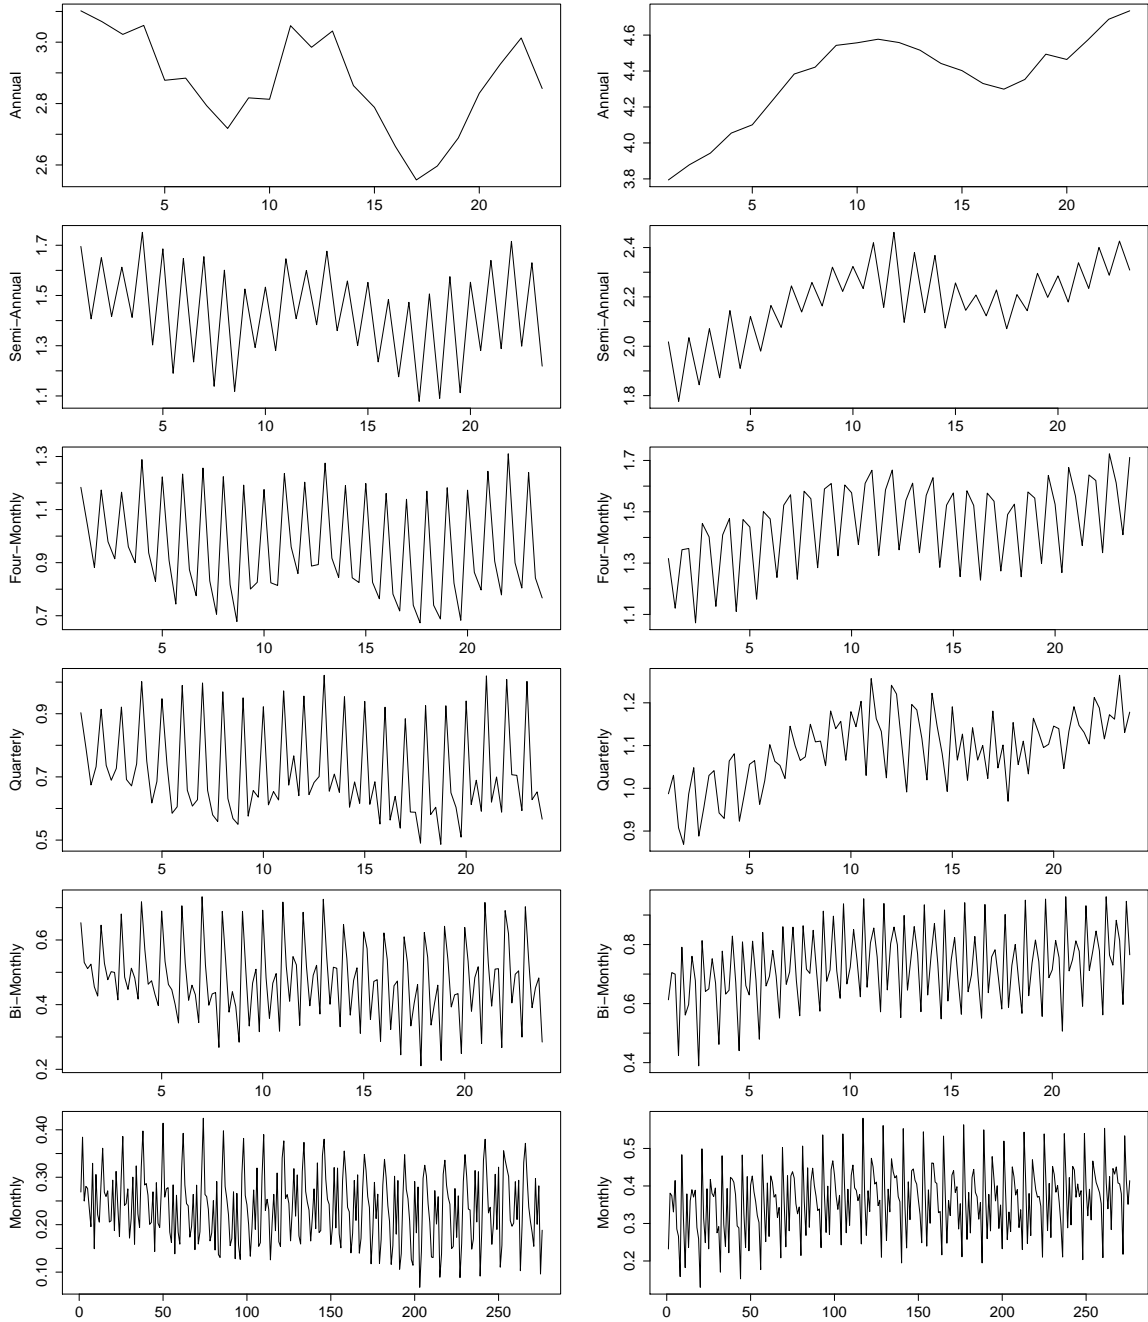 Annual
2.6 2.8 3.0
5 10 15 20
Annual
3.8 4.0 4.2 4.4 4.6
5 10 15 20
Semi−Annual
1.1 1.3 1.5 1.7
5 10 15 20
Semi−Annual
1.8 2.0 2.2 2.4
5 10 15 20
Four−Monthly
0.7 0.9 1.1 1.3
5 10 15 20
Four−Monthly
1.1 1.3 1.5 1.7
5 10 15 20
Quarterly
0.5 0.7 0.9
5 10 15 20
Quarterly
0.9 1.0 1.1 1.2
5 10 15 20
Bi−Monthly
0.2 0.4 0.6
5 10 15 20
Bi−Monthly
0.4 0.6 0.8
5 10 15 20
Monthly
0.10 0.20 0.30 0.40
0 50 100 150 200 250
Monthly
0.2 0.3 0.4 0.5
0 50 100 150 200 250